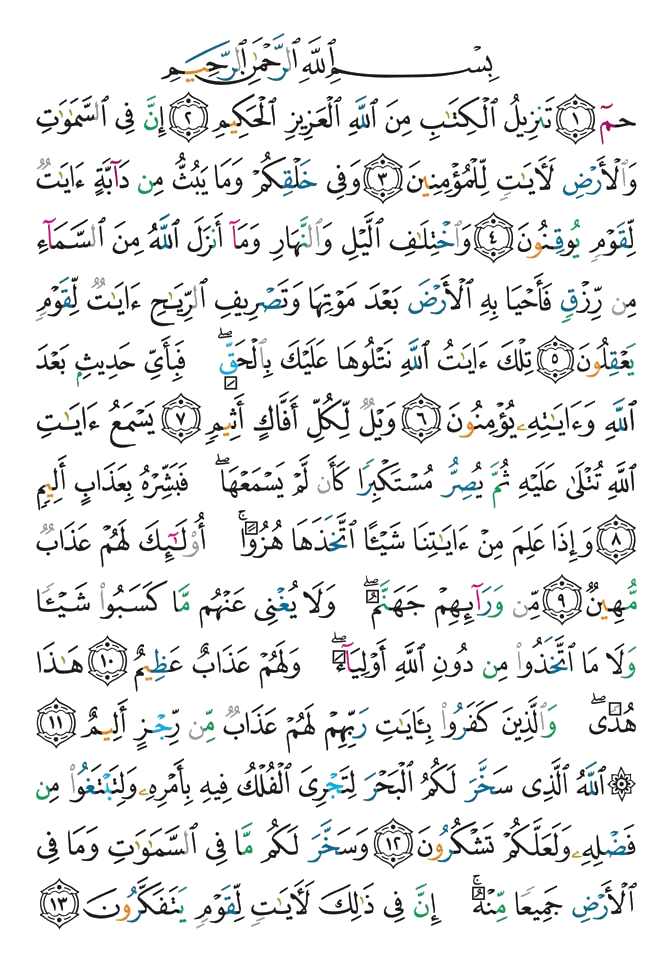 بِسْمِ ٱللَّهِ ٱلرَّحْمَٰنِ ٱلرَّحِيمِ
حمٓ ١ تَنزِيلُ ٱلْكِتَٰبِ مِنَ ٱللَّهِ ٱلْعَزِيزِ ٱلْحَكِيمِ ٢ إِنَّ فِى ٱلسَّمَٰوَٰتِ
وَٱلْأَرْضِ لَءَايَٰتٍ لِّلْمُؤْمِنِينَ ٣ وَفِى خَلْقِكُمْ وَمَا يَبُثُّ مِن دَآبَّةٍ ءَايَٰتٌ
لِّقَوْمٍ يُوقِنُونَ ٤ وَٱخْتِلَٰفِ ٱلَّيْلِ وَٱلنَّهَارِ وَمَآ أَنزَلَ ٱللَّهُ مِنَ ٱلسَّمَآءِ
مِن رِّزْقٍ فَأَحْيَا بِهِ ٱلْأَرْضَ بَعْدَ مَوْتِهَا وَتَصْرِيفِ ٱلرِّيَٰحِ ءَايَٰتٌ لِّقَوْمٍ
يَعْقِلُونَ ٥ تِلْكَ ءَايَٰتُ ٱللَّهِ نَتْلُوهَا عَلَيْكَ بِٱلْحَقِّ ۖ فَبِأَىِّ حَدِيثٍۭ بَعْدَ
ٱللَّهِ وَءَايَٰتِهِۦ يُؤْمِنُونَ ٦ وَيْلٌ لِّكُلِّ أَفَّاكٍ أَثِيمٍ ٧ يَسْمَعُ ءَايَٰتِ
ٱللَّهِ تُتْلَىٰ عَلَيْهِ ثُمَّ يُصِرُّ مُسْتَكْبِرًا كَأَن لَّمْ يَسْمَعْهَا ۖ فَبَشِّرْهُ بِعَذَابٍ أَلِيمٍ
٨ وَإِذَا عَلِمَ مِنْ ءَايَٰتِنَا شَيْـًٔا ٱتَّخَذَهَا هُزُوًا ۚ أُو۟لَٰٓئِكَ لَهُمْ عَذَابٌ
مُّهِينٌ ٩ مِّن وَرَآئِهِمْ جَهَنَّمُ ۖ وَلَا يُغْنِى عَنْهُم مَّا كَسَبُوا۟ شَيْـًٔا
وَلَا مَا ٱتَّخَذُوا۟ مِن دُونِ ٱللَّهِ أَوْلِيَآءَ ۖ وَلَهُمْ عَذَابٌ عَظِيمٌ ١٠ هَٰذَا
هُدًى ۖ وَٱلَّذِينَ كَفَرُوا۟ بِـَٔايَٰتِ رَبِّهِمْ لَهُمْ عَذَابٌ مِّن رِّجْزٍ أَلِيمٌ ١١
۞ ٱللَّهُ ٱلَّذِى سَخَّرَ لَكُمُ ٱلْبَحْرَ لِتَجْرِىَ ٱلْفُلْكُ فِيهِ بِأَمْرِهِۦ وَلِتَبْتَغُوا۟ مِن
فَضْلِهِۦ وَلَعَلَّكُمْ تَشْكُرُونَ ١٢ وَسَخَّرَ لَكُم مَّا فِى ٱلسَّمَٰوَٰتِ وَمَا فِى
ٱلْأَرْضِ جَمِيعًا مِّنْهُ ۚ إِنَّ فِى ذَٰلِكَ لَءَايَٰتٍ لِّقَوْمٍ يَتَفَكَّرُونَ ١٣